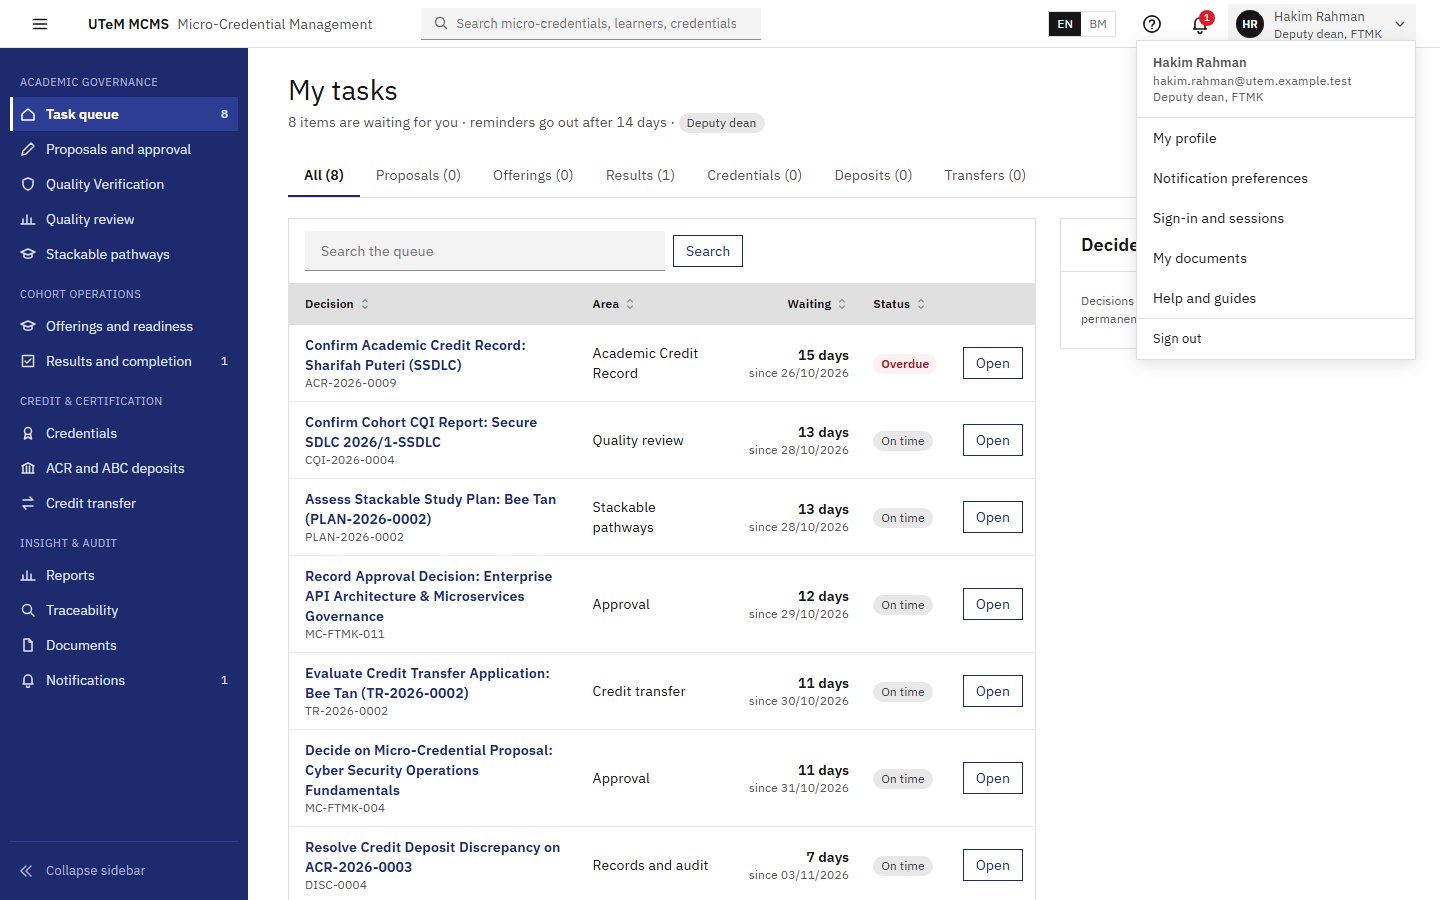 UTeM MCMS Micro-Credential Management
Search micro-credentials, learners, credentials
EN BM
1
HR
Hakim Rahman
Deputy dean, FTMK
Hakim Rahman
hakim.rahman@utem.example.test
Deputy dean, FTMK
My profile
Notification preferences
Sign-in and sessions
My documents
Help and guides
Sign out
ACADEMIC GOVERNANCE
Task queue 8
Proposals and approval
Quality Verification
Quality review
Stackable pathways
COHORT OPERATIONS
Offerings and readiness
Results and completion 1
CREDIT & CERTIFICATION
Credentials
ACR and ABC deposits
Credit transfer
INSIGHT & AUDIT
Reports
Traceability
Documents
Notifications 1
Collapse sidebar
My tasks
8 items are waiting for you · reminders go out after 14 days · Deputy dean
All (8) Proposals (0) Offerings (0) Results (1) Credentials (0) Deposits (0) Transfers (0)
Search the queue Search
Decision Area Waiting Status
Confirm Academic Credit Record:
Sharifah Puteri (SSDLC)
ACR-2026-0009
Academic Credit
Record
15 days
since 26/10/2026
Overdue
Open
Confirm Cohort CQI Report: Secure
SDLC 2026/1-SSDLC
CQI-2026-0004
Quality review
13 days
since 28/10/2026
On time
Open
Assess Stackable Study Plan: Bee Tan
(PLAN-2026-0002)
PLAN-2026-0002
Stackable
pathways
13 days
since 28/10/2026
On time
Open
Record Approval Decision: Enterprise
API Architecture & Microservices
Governance
MC-FTMK-011
Approval
12 days
since 29/10/2026
On time
Open
Evaluate Credit Transfer Application:
Bee Tan (TR-2026-0002)
TR-2026-0002
Credit transfer
11 days
since 30/10/2026
On time
Open
Decide on Micro-Credential Proposal:
Cyber Security Operations
Fundamentals
MC-FTMK-004
Approval
11 days
since 31/10/2026
On time
Open
Resolve Credit Deposit Discrepancy on
ACR-2026-0003
DISC-0004
Records and audit
7 days
since 03/11/2026
On time
Open
Decide
Decisions
permanen